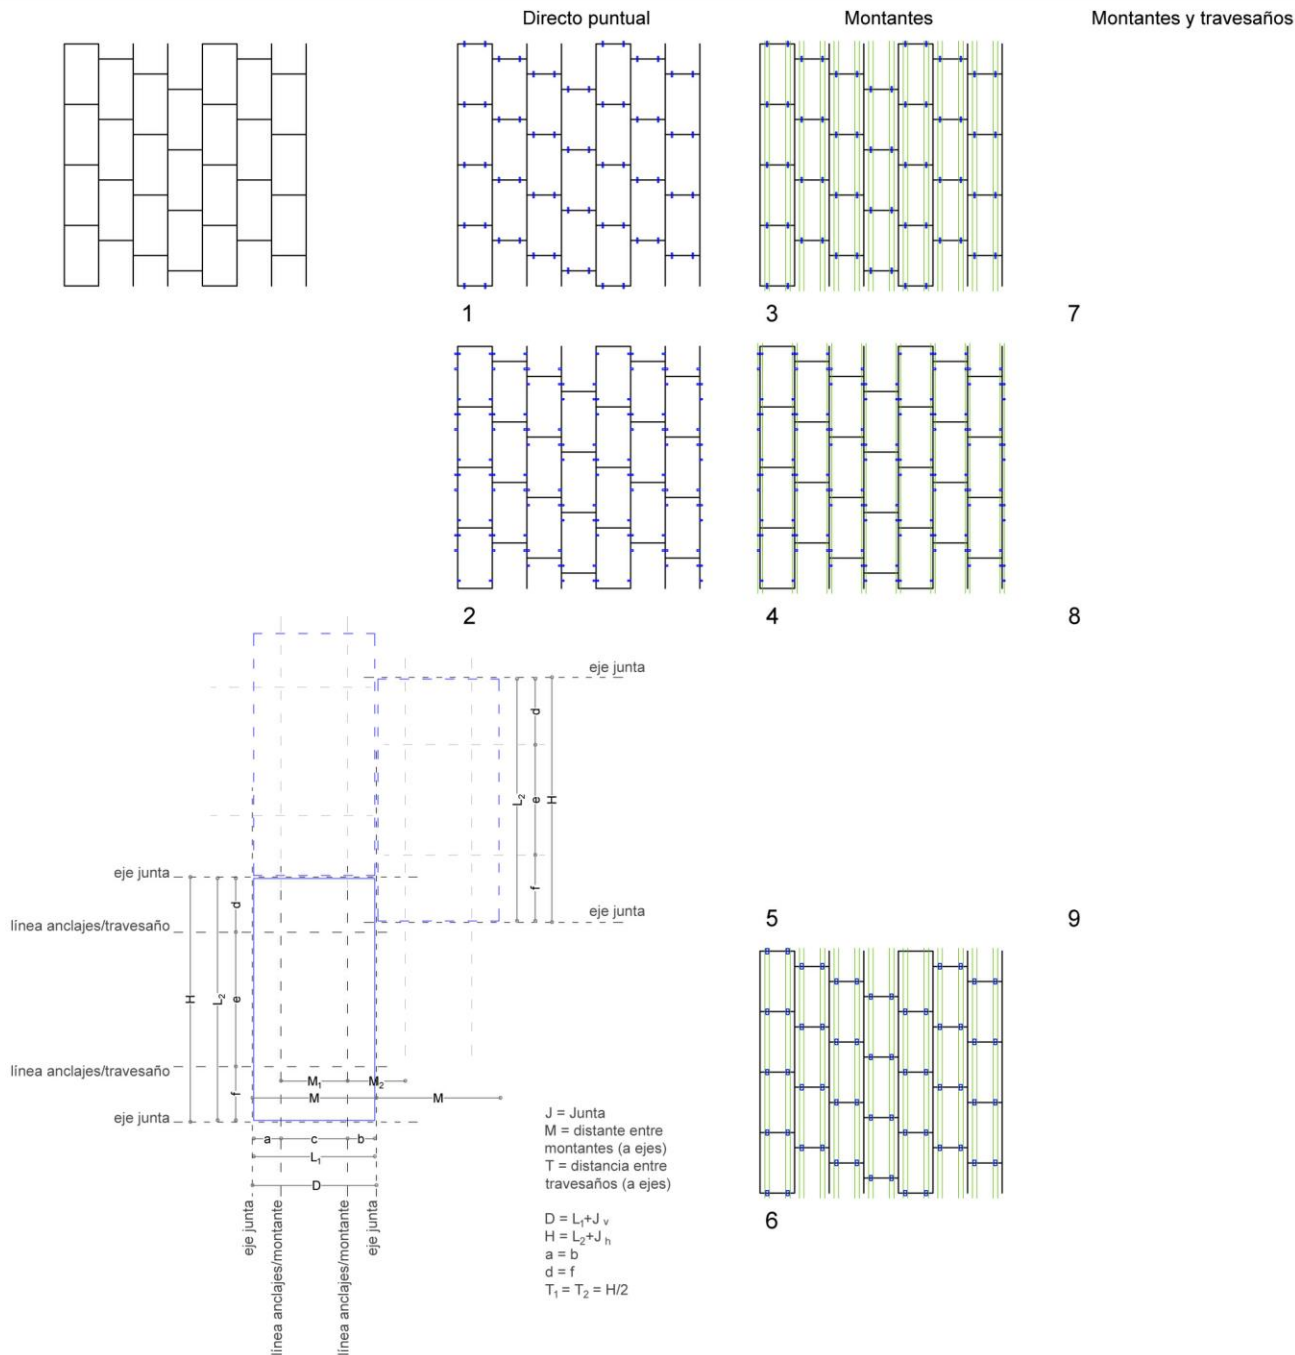 Directo puntual
Montantes
Montantes y travesaños
1
3
7
2
4
8
eje junta
d
L2
e
H
f
eje junta
eje junta
línea anclajes/travesaño
d
H
L2
e
línea anclajes/travesaño
f
eje junta
M1
M2
M
M
a
c
b
L1
D
eje junta
línea anclajes/montante
línea anclajes/montante
eje junta
J = Junta
M = distante entre
montantes (a ejes)
T = distancia entre
travesaños (a ejes)
D = L1+J v
H = L2+J h
a = b
d = f
T1 = T2 = H/2
5
9
6